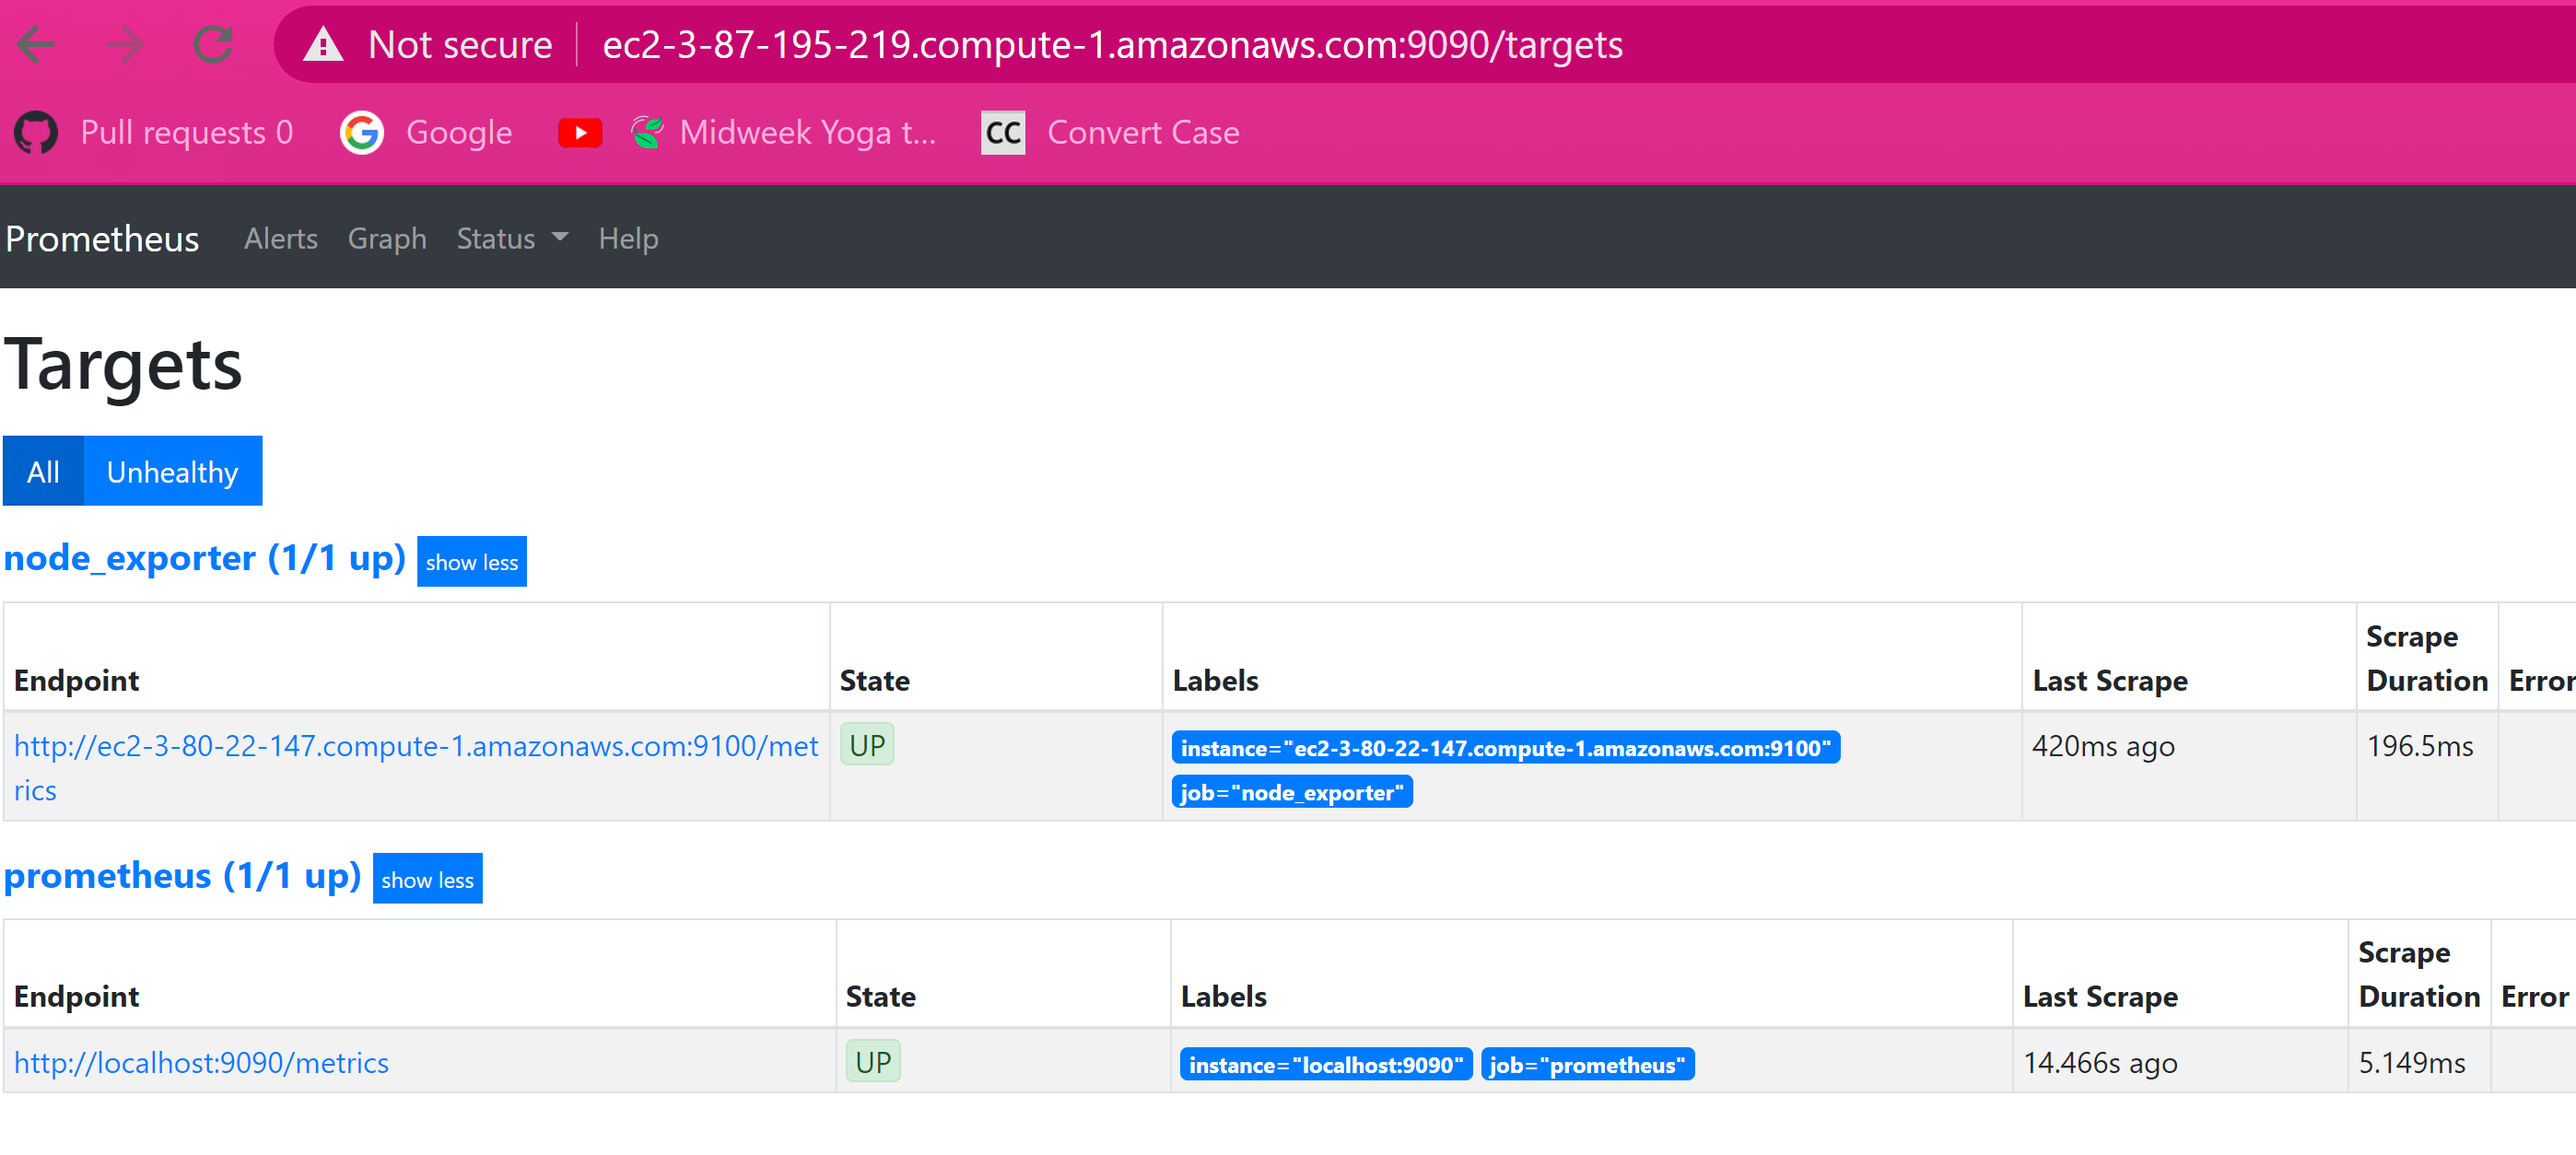 Not secure ec2-3-87-195-219.compute-1.amazonaws.com:9090/targets
Pull requests 0 Google Midweek Yoga t... CC Convert Case
Prometheus Alerts Graph Status Help
Targets
All Unhealthy
node_exporter (1/1 up) show less
Endpoint State Labels Last Scrape Scrape Duration Error
http://ec2-3-80-22-147.compute-1.amazonaws.com:9100/met UP instance="ec2-3-80-22-147.compute-1.amazonaws.com:9100" 420ms ago 196.5ms
rics job="node_exporter"
prometheus (1/1 up) show less
Endpoint State Labels Last Scrape Scrape Duration Error
http://localhost:9090/metrics UP instance="localhost:9090" job="prometheus" 14.466s ago 5.149ms